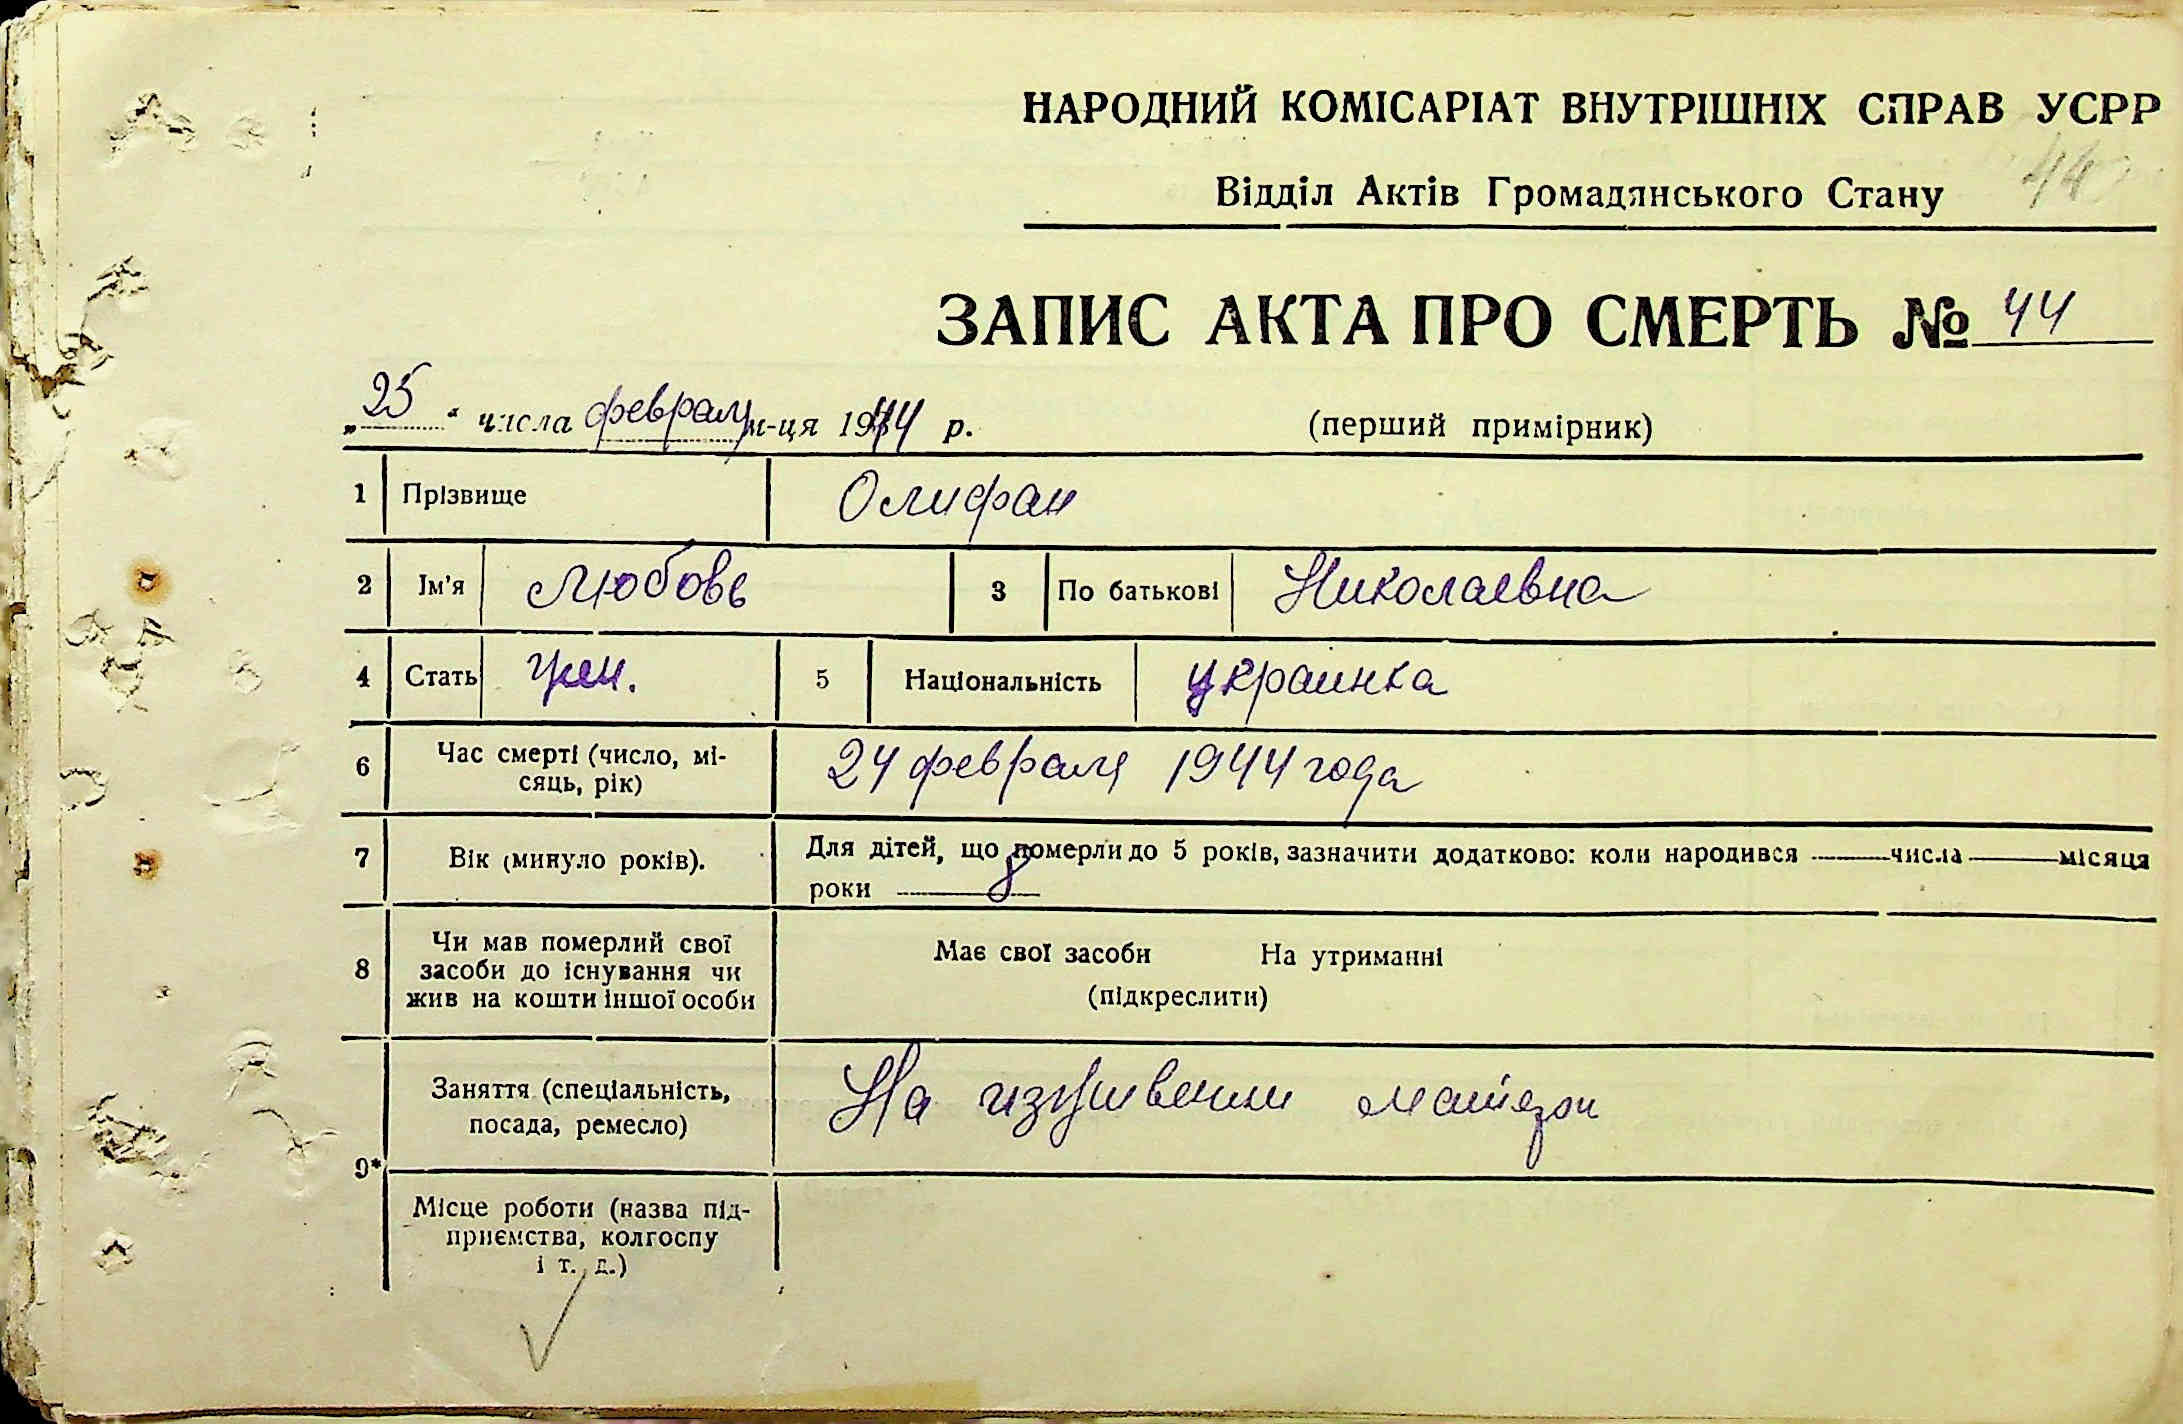 НАРОДНИЙ КОМІСАРІАТ ВНУТРІШНІХ СПРАВ УСРР
44
Відділ Актів Громадянського Стану
ЗАПИС АКТА ПРО СМЕРТЬ № 44
„25“ числа февраля м-ця 1944 р. (перший примірник)
1 Прізвище Олифан
2 Ім'я Любовь 3 По батькові Николаевна
4 Стать жен. 5 Національність украинка
6 Час смерті (число, мі-
сяць, рік) 24 февраля 1944 года
7 Вік (минуло років). Для дітей, що померли до 5 років, зазначити додатково: коли народився ——числа——місяця
роки 8
8 Чи мав померлий свої
засоби до існування чи
жив на кошти іншої особи
Має свої засоби На утриманні
(підкреслити)
9*
Заняття (спеціальність,
посада, ремесло) На иждивении
Місце роботи (назва під-
приємства, колгоспу
і т. д.)